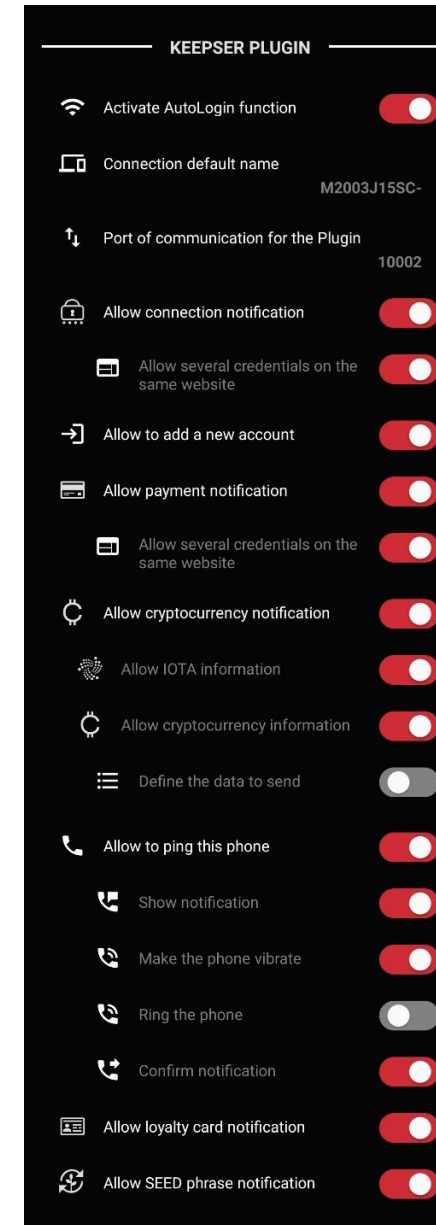 KEEPSER PLUGIN
Activate AutoLogin function
Connection default name
M2003J15SC-
Port of communication for the Plugin
10002
Allow connection notification
Allow several credentials on the
same website
Allow to add a new account
Allow payment notification
Allow several credentials on the
same website
Allow cryptocurrency notification
Allow IOTA information
Allow cryptocurrency information
Define the data to send
Allow to ping this phone
Show notification
Make the phone vibrate
Ring the phone
Confirm notification
Allow loyalty card notification
Allow SEED phrase notification